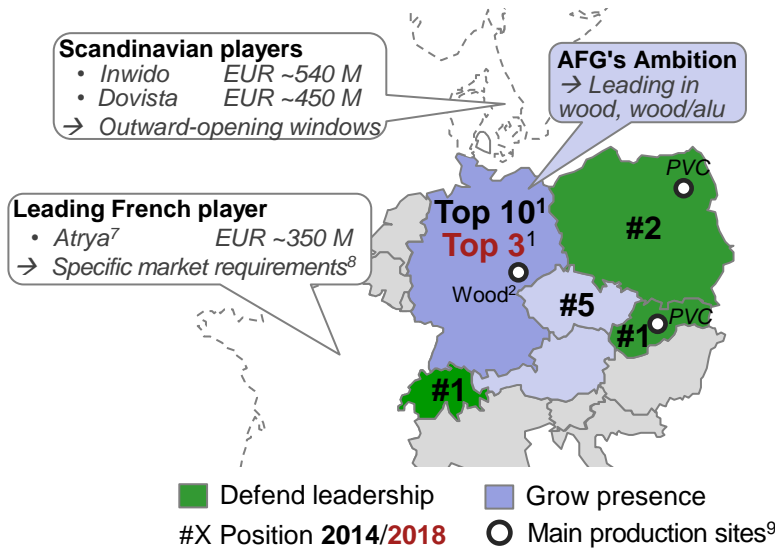 Scandinavian players
• Inwido EUR ~540 M
• Dovista EUR ~450 M
→ Outward-opening windows
AFG's Ambition
→ Leading in
wood, wood/alu
Leading French player
• Atrya⁷ EUR ~350 M
→ Specific market requirements⁸
PVC
Top 10¹
Top 3¹
#2
Wood²
#5
PVC
#1
#1
Defend leadership
Grow presence
#X Position 2014/2018
Main production sites⁹